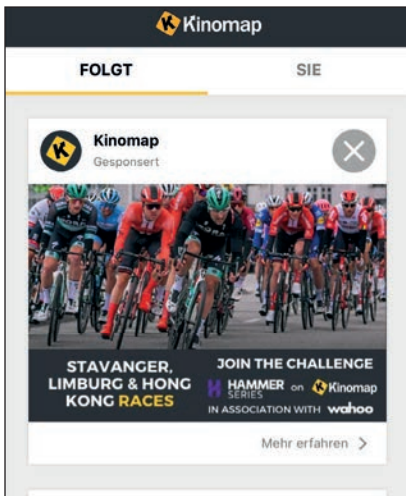 Kinomap
FOLGT SIE
Kinomap
Gesponsert
STAVANGER,
LIMBURG & HONG
KONG RACES
JOIN THE CHALLENGE
HAMMER SERIES on Kinomap
IN ASSOCIATION WITH wahoo
Mehr erfahren >